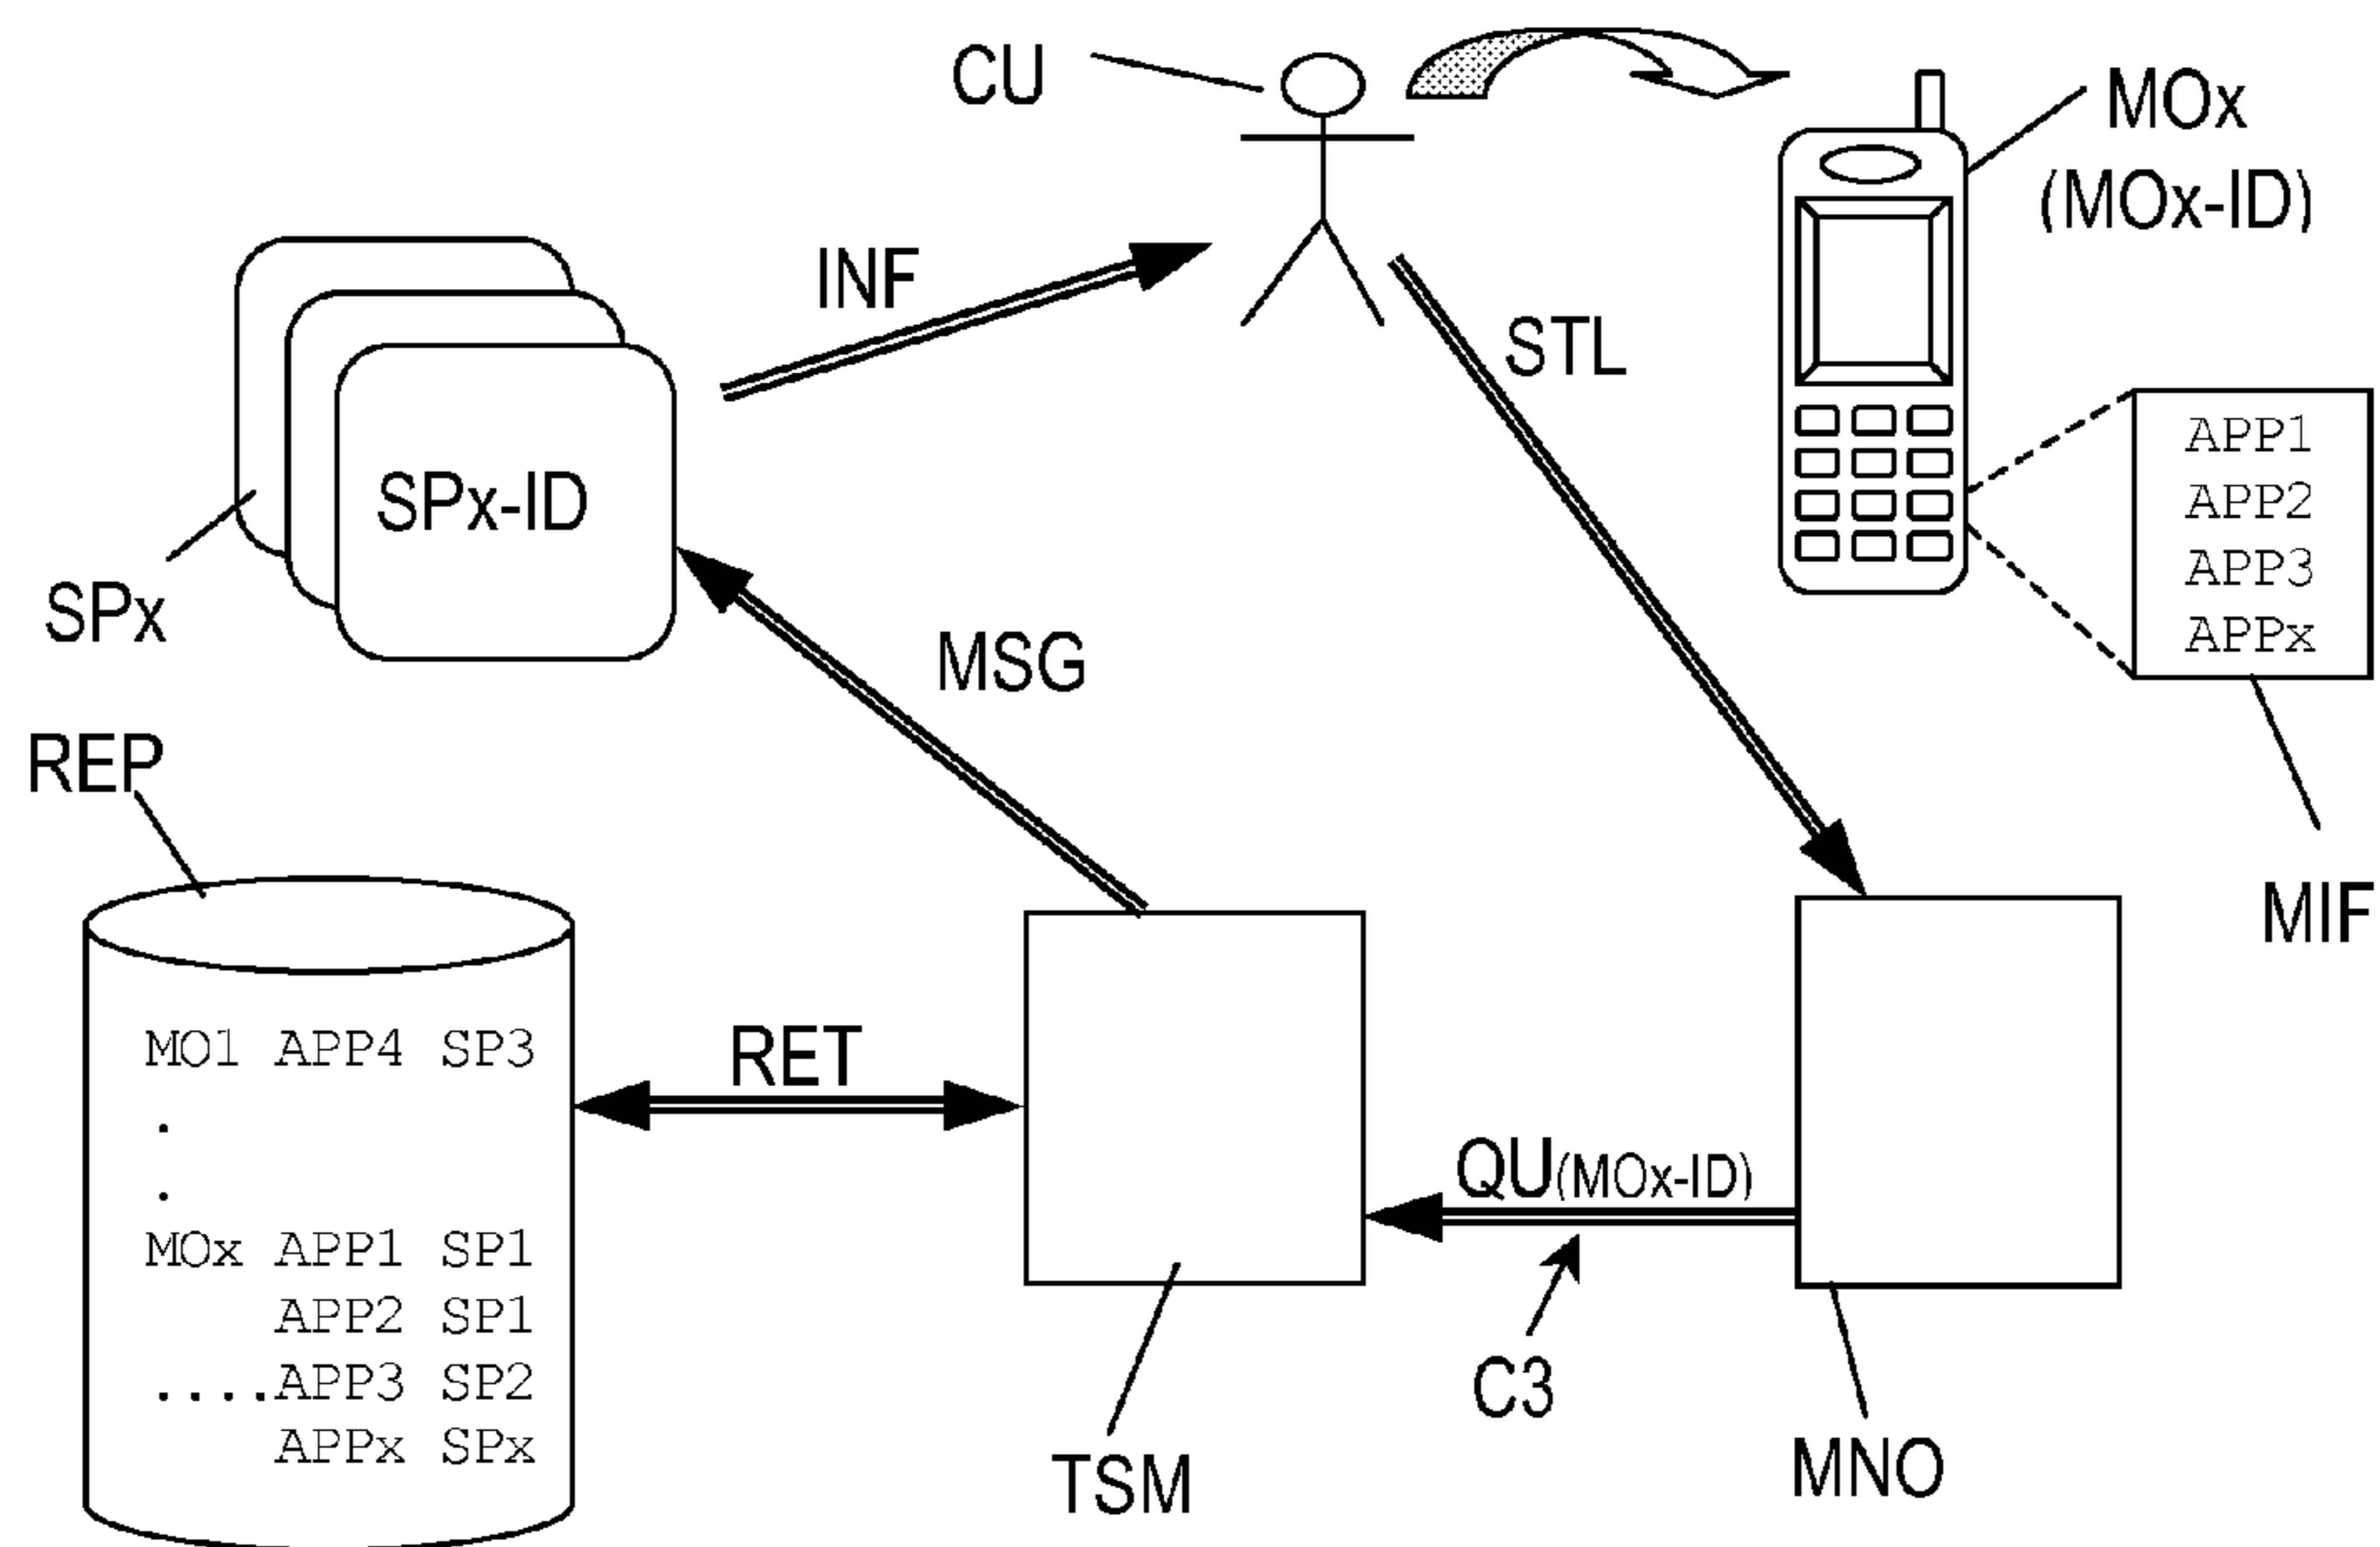 CU
MOx
(MOx-ID)
INF
STL
APP1
APP2
APP3
APPx
SPx-ID
SPx
MSG
REP
MIF
MO1 APP4 SP3
.
.
MOx APP1 SP1
APP2 SP1
....APP3 SP2
APPx SPx
RET
QU(MOx-ID)
C3
TSM
MNO